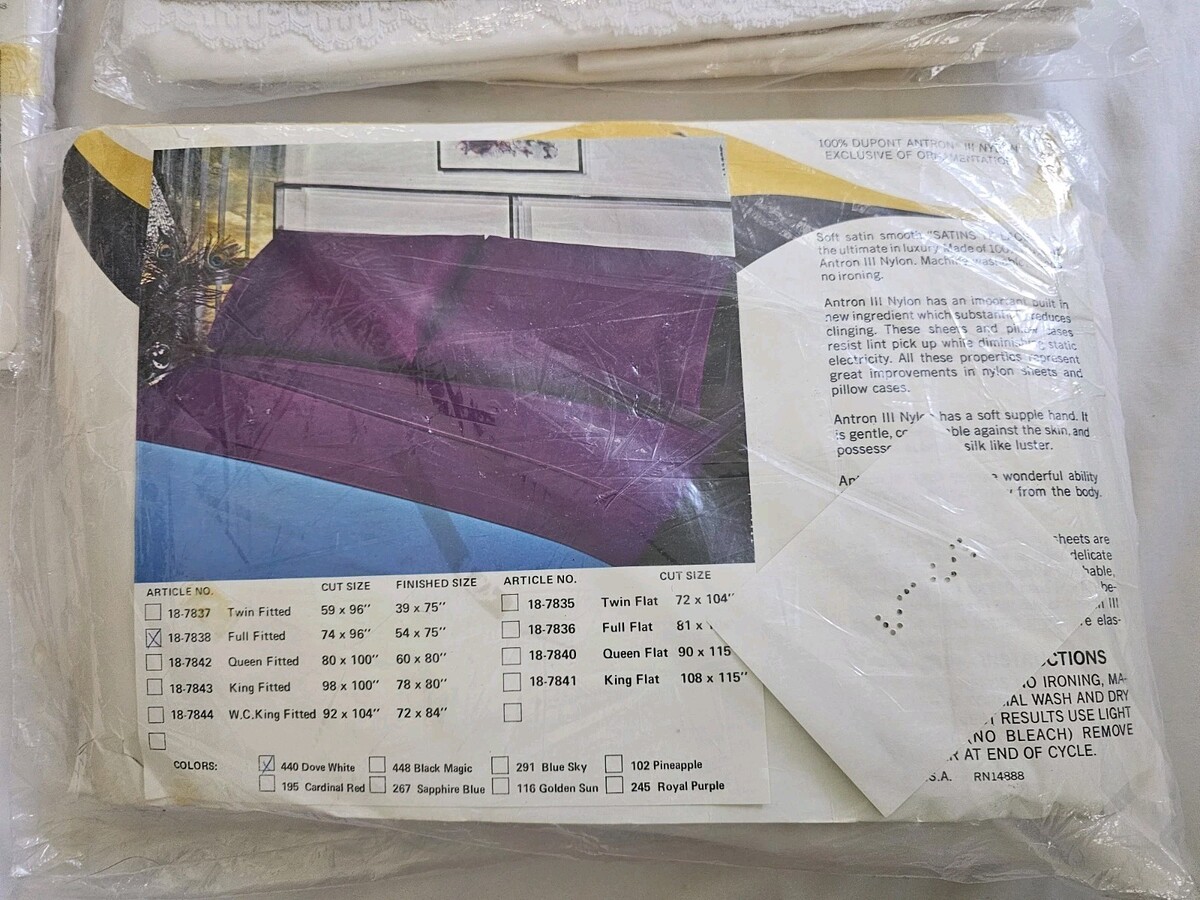 100% DUPONT ANTRON® III NYLON
EXCLUSIVE OF ORNAMENTATION
Soft satin smooth "SATINS
the ultimate in luxury. Made of 100%
Antron III Nylon. Machine washable
no ironing.
Antron III Nylon has an important built in
new ingredient which substantially reduces
clinging. These sheets and pillow cases
resist lint pick up while diminishing static
electricity. All these properties represent
great improvements in nylon sheets and
pillow cases.
Antron III Nylon has a soft supple hand. It
is gentle, comfortable against the skin, and
silk like luster.
wonderful ability
from the body.
sheets are
delicate
III
elas-
CTIONS
NO IRONING, MA-
WASH AND DRY
RESULTS USE LIGHT
(NO BLEACH) REMOVE
AT END OF CYCLE.
S.A. RN14888
ARTICLE NO. CUT SIZE FINISHED SIZE
18-7837 Twin Fitted 59 x 96" 39 x 75"
18-7838 Full Fitted 74 x 96" 54 x 75"
18-7842 Queen Fitted 80 x 100" 60 x 80"
18-7843 King Fitted 98 x 100" 78 x 80"
18-7844 W.C.King Fitted 92 x 104" 72 x 84"
ARTICLE NO. CUT SIZE
18-7835 Twin Flat 72 x 104"
18-7836 Full Flat 81 x
18-7840 Queen Flat 90 x 115
18-7841 King Flat 108 x 115"
COLORS: 440 Dove White 448 Black Magic 291 Blue Sky 102 Pineapple
195 Cardinal Red 267 Sapphire Blue 116 Golden Sun 245 Royal Purple